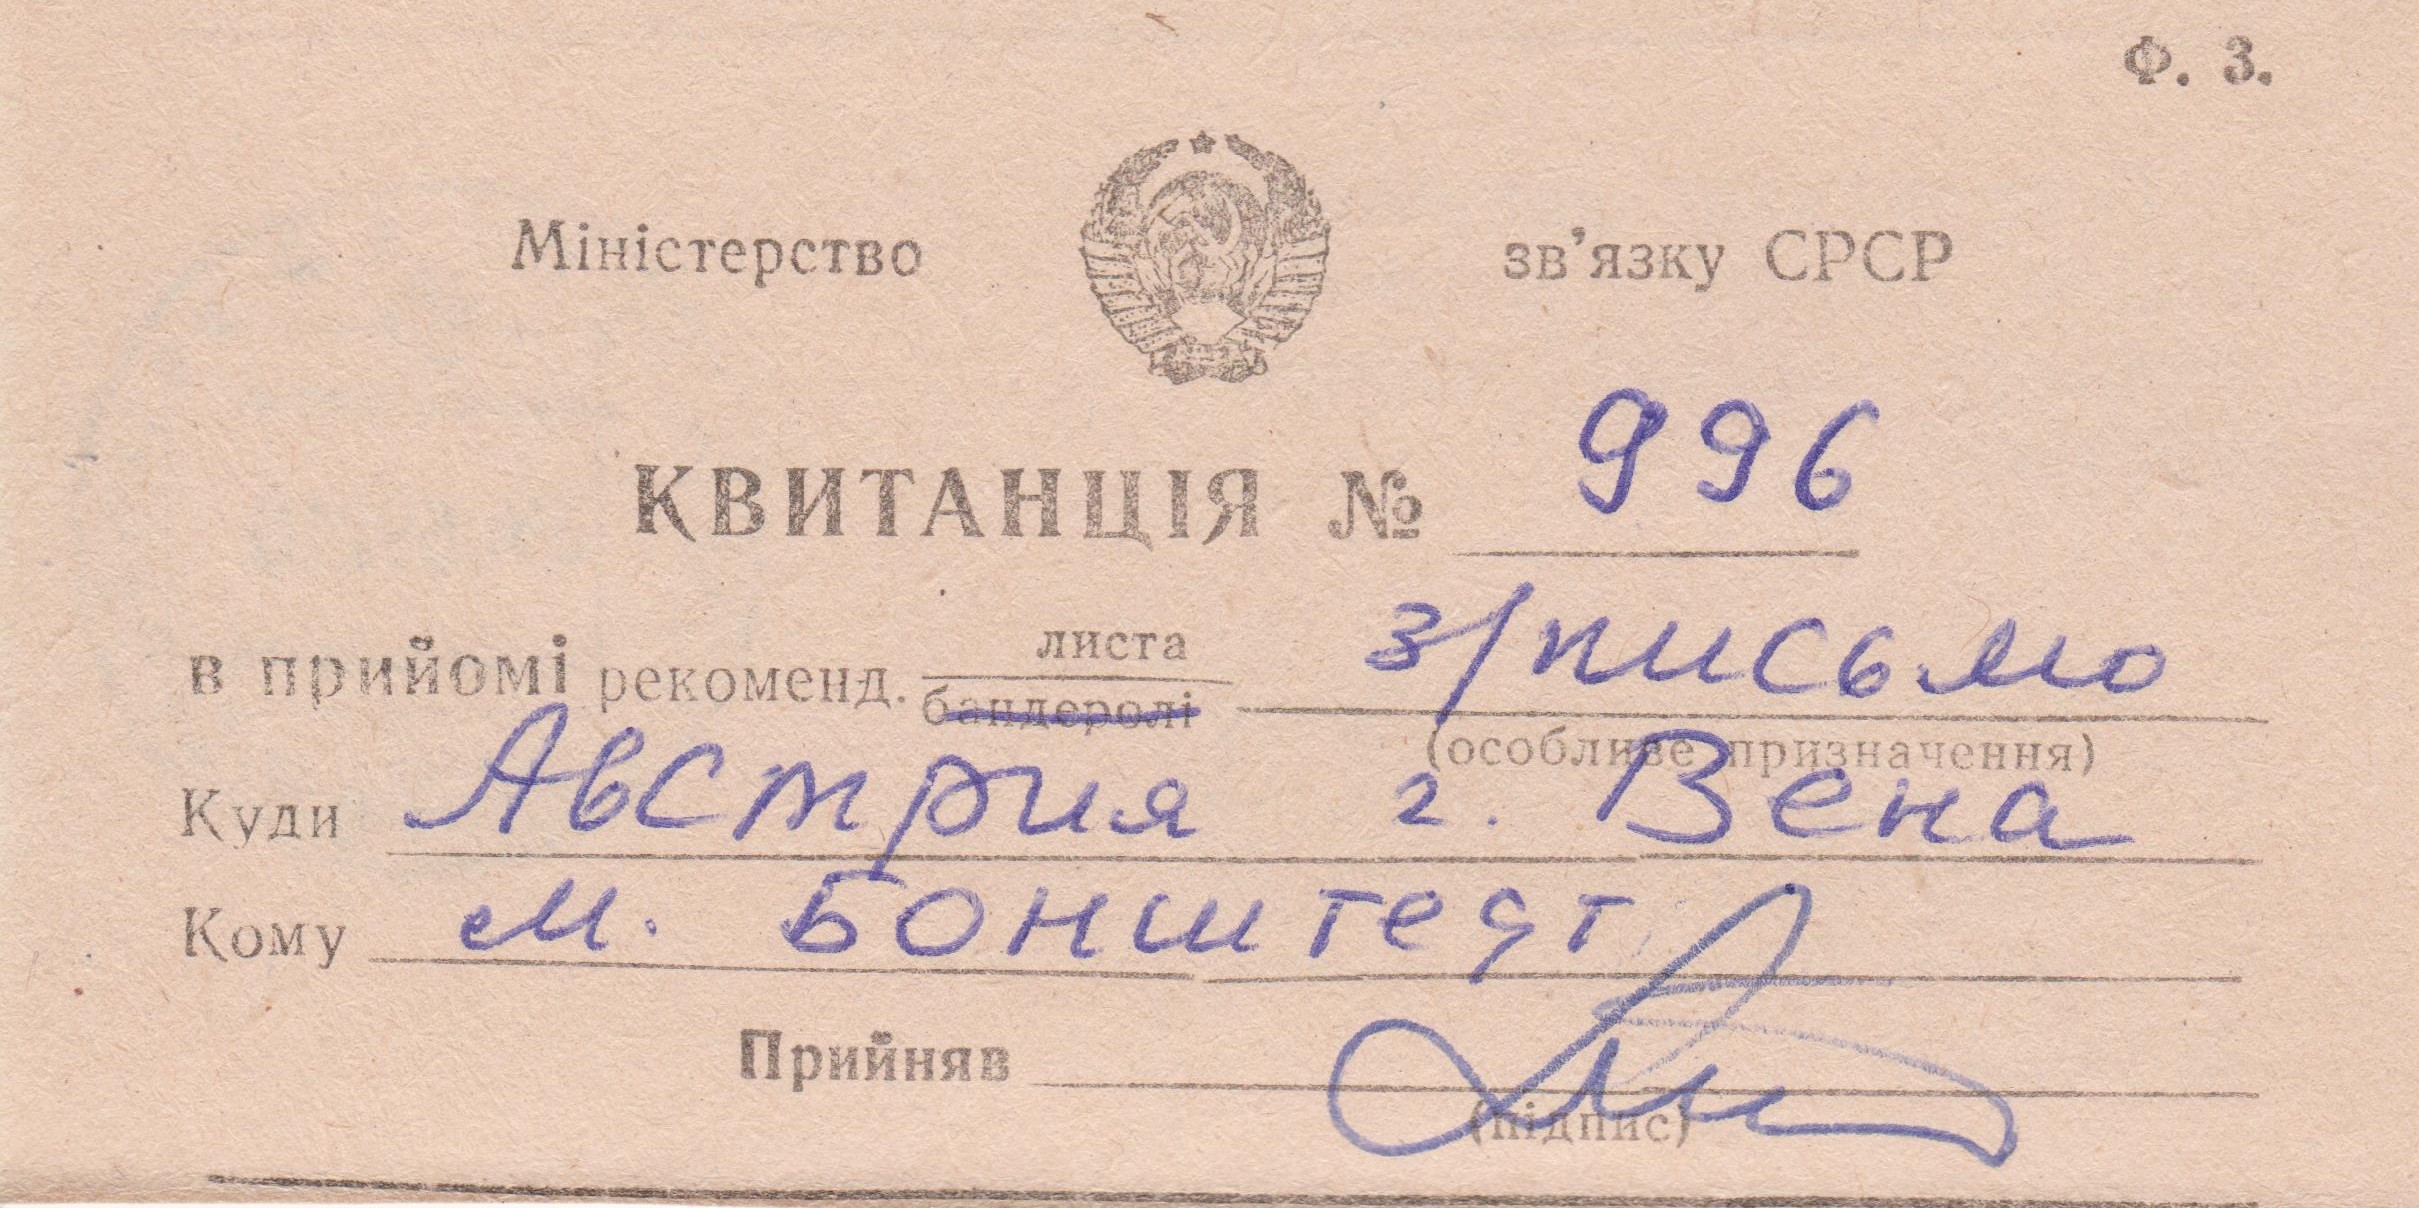 Ф. 3.
Міністерство зв'язку СРСР
КВИТАНЦІЯ № 996
в прийомі рекоменд. листа з/письмо
бандеролі
(особливе призначення)
Куди Австрия г. Вена
Кому м. Бонштедт
Прийняв
(підпис)